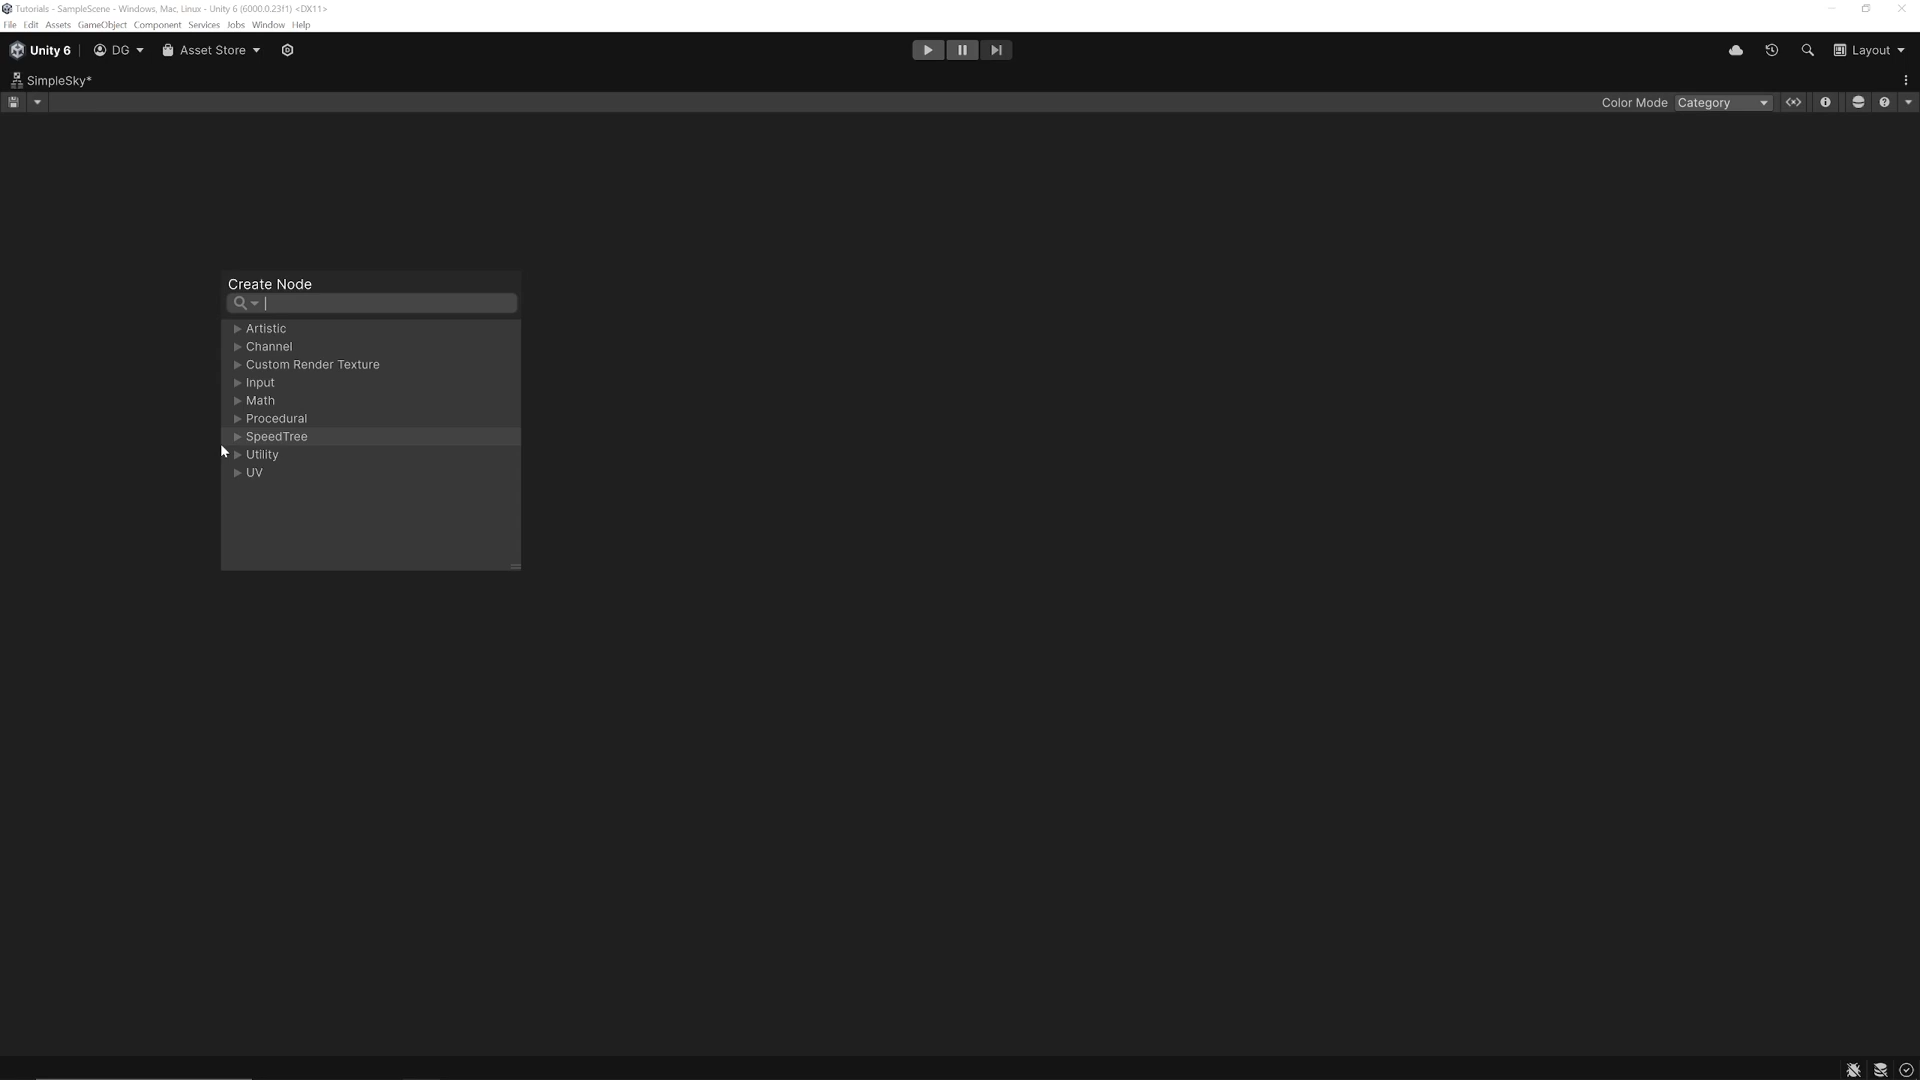 Tutorials - SampleScene - Windows, Mac, Linux - Unity 6 (6000.0.23f1) <DX11>
File Edit Assets GameObject Component Services Jobs Window Help
Unity 6 DG Asset Store Layout
SimpleSky*
Color Mode Category
Create Node
Artistic
Channel
Custom Render Texture
Input
Math
Procedural
SpeedTree
Utility
UV